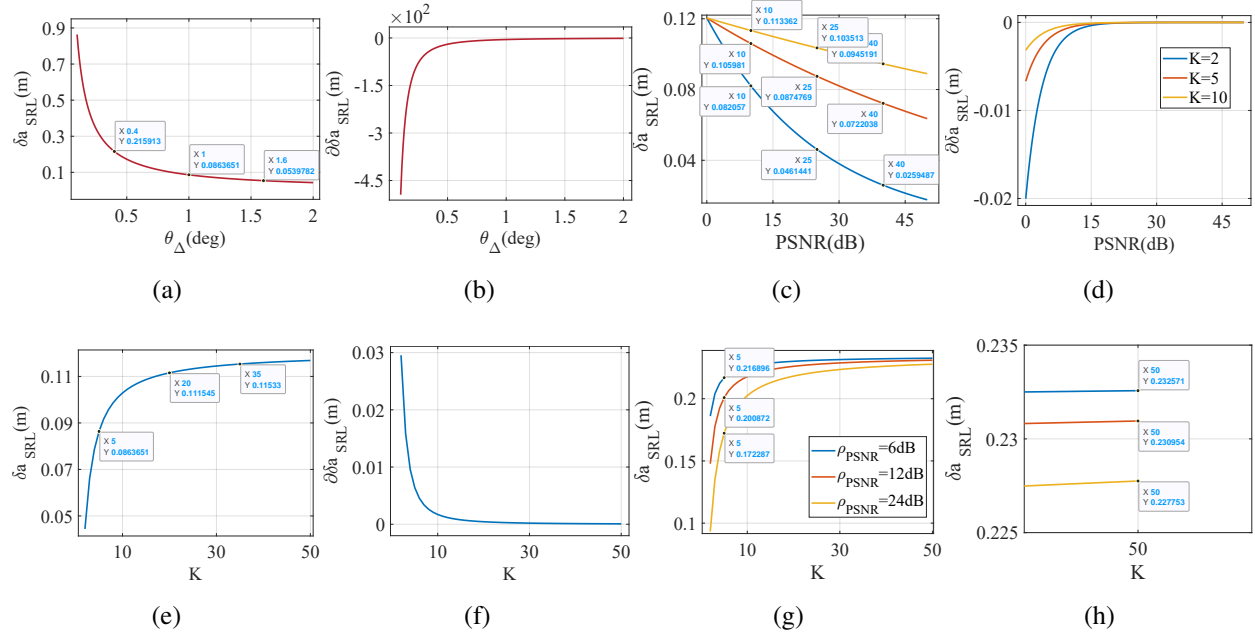 0.9
0.7
0.5
0.3
0.1
δa SRL (m)
X 0.4
Y 0.215913
X 1
Y 0.0863651
X 1.6
Y 0.0539782
0.5
1
1.5
2
θΔ(deg)
(a)
×10²
0
-1.5
-3
-4.5
∂δa SRL (m)
0.5
1
1.5
2
θΔ(deg)
(b)
0.12
0.08
0.04
δa SRL (m)
X 10
Y 0.113362
X 25
Y 0.103513
40
Y 0.0945191
X 10
Y 0.105981
X 25
Y 0.0874769
X 10
Y 0.082057
X 40
Y 0.0722038
X 25
Y 0.0461441
X 40
Y 0.0259487
0
15
30
45
PSNR(dB)
(c)
0
-0.01
-0.02
∂δa SRL (m)
K=2
K=5
K=10
0
15
30
45
PSNR(dB)
(d)
0.11
0.09
0.07
0.05
δa SRL (m)
X 20
Y 0.111545
X 35
Y 0.11533
X 5
Y 0.0863651
10
30
50
K
(e)
0.03
0.02
0.01
0
∂δa SRL (m)
10
30
50
K
(f)
0.2
0.1
δa SRL (m)
X 5
Y 0.216896
X 5
Y 0.200872
X 5
Y 0.172287
ρPSNR=6dB
ρPSNR=12dB
ρPSNR=24dB
10
30
50
K
(g)
0.235
0.23
0.225
δa SRL (m)
X 50
Y 0.232571
X 50
Y 0.230954
X 50
Y 0.227753
50
K
(h)